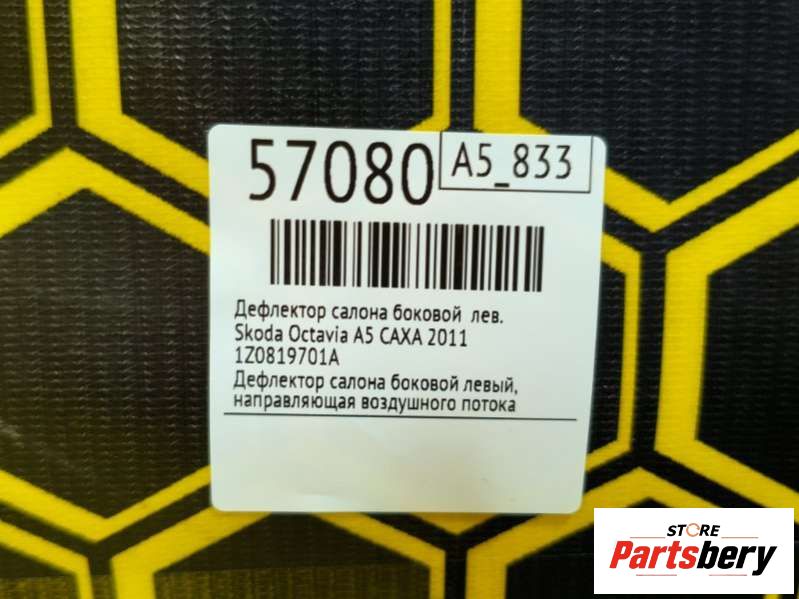 57080
A5_833
Дефлектор салона боковой лев.
Skoda Octavia A5 CAXA 2011
1Z0819701A
Дефлектор салона боковой левый,
направляющая воздушного потока
STORE
Partsbery